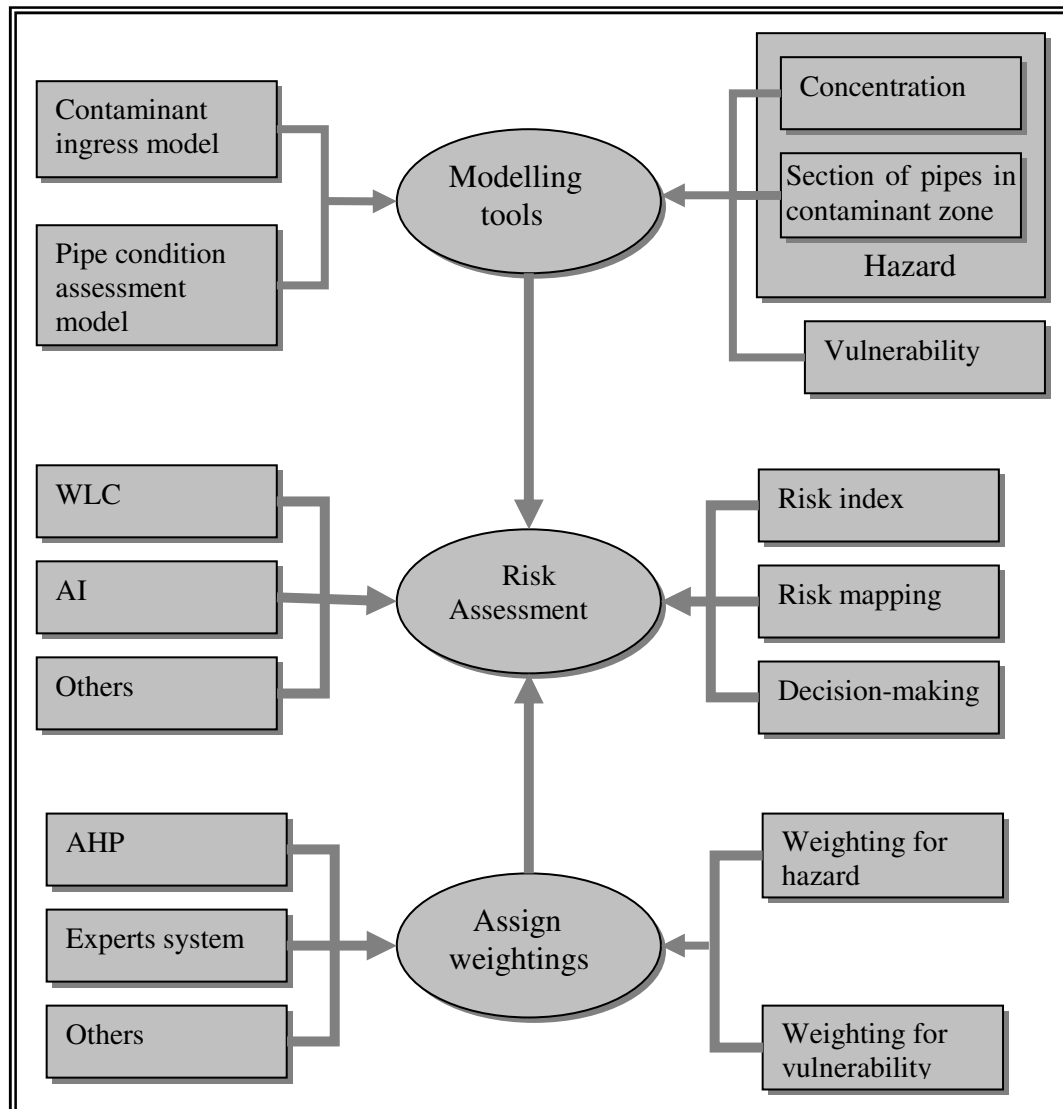 Contaminant
ingress model
Pipe condition
assessment
model
Modelling
tools
Concentration
Section of pipes in
contaminant zone
Hazard
Vulnerability
WLC
AI
Others
Risk
Assessment
Risk index
Risk mapping
Decision-making
AHP
Experts system
Others
Assign
weightings
Weighting for
hazard
Weighting for
vulnerability